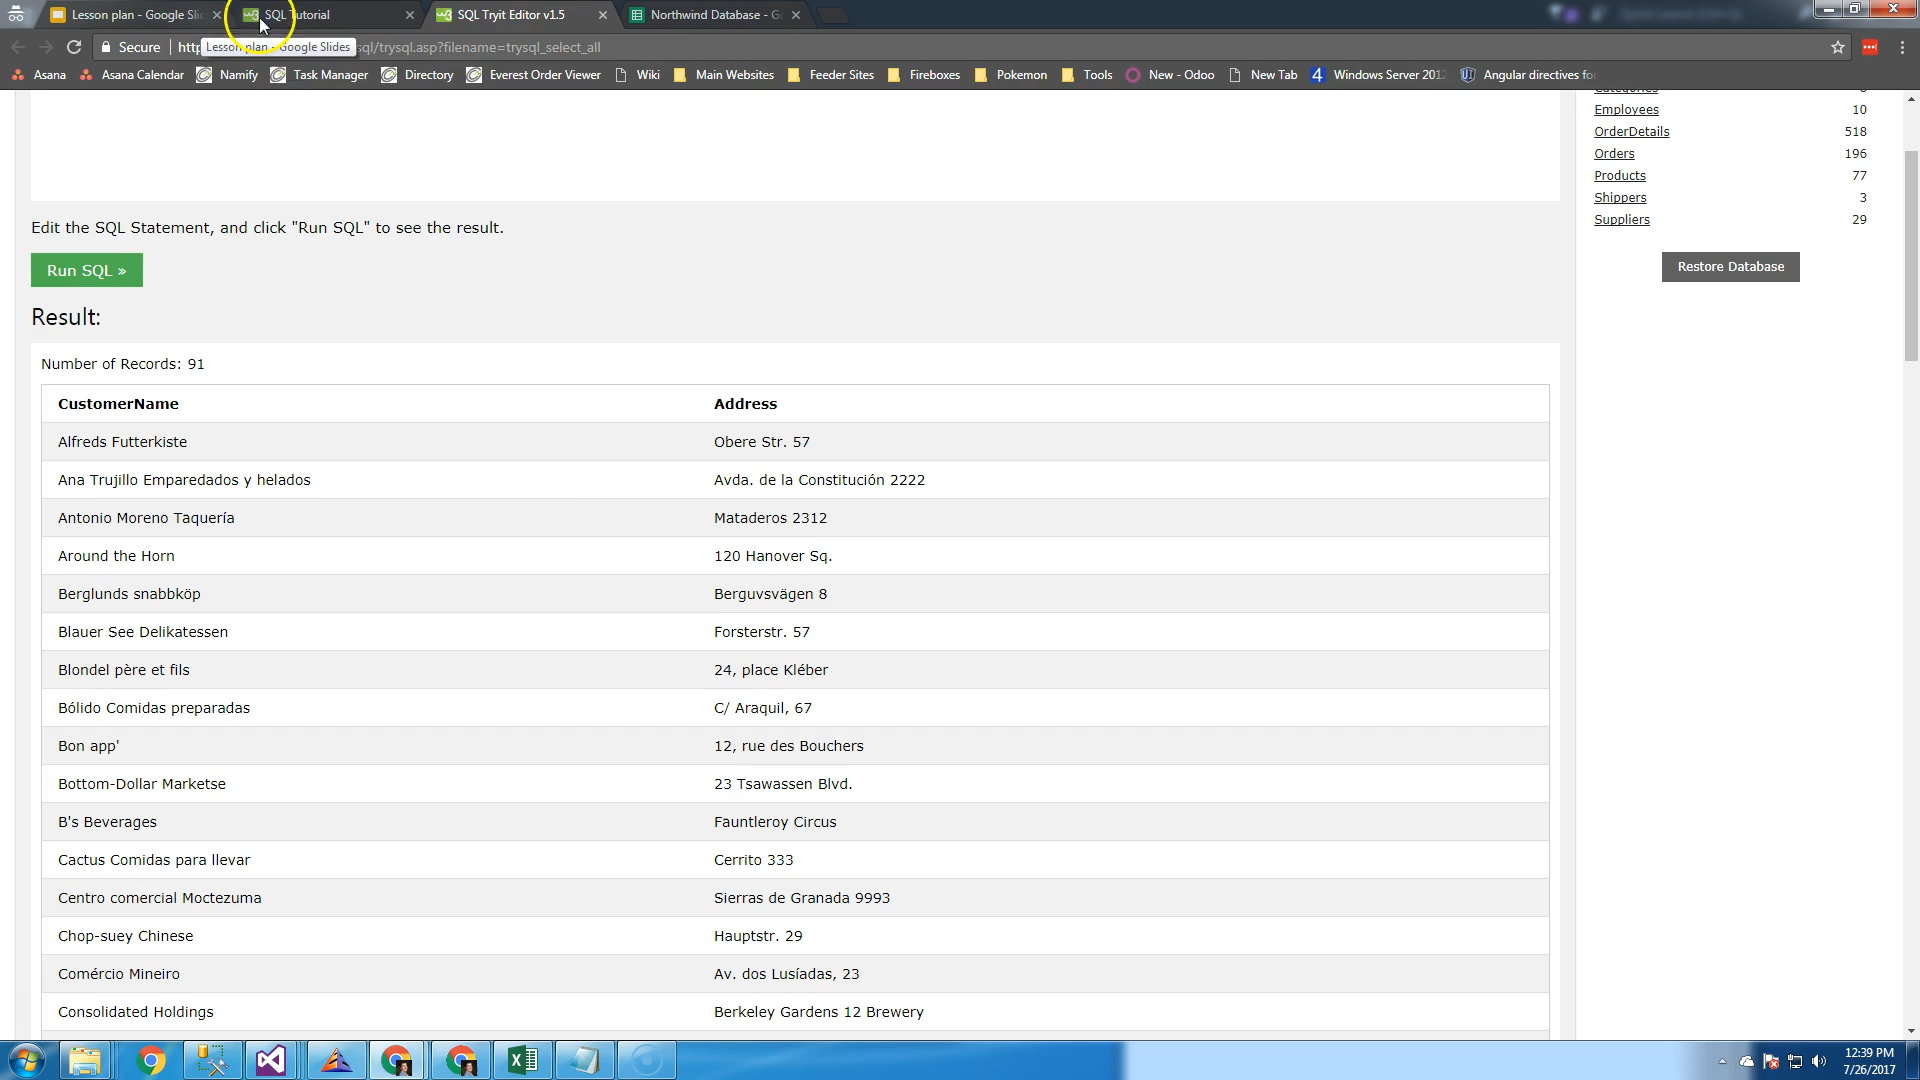 Lesson plan - Google Slid
SQL Tutorial
SQL Tryit Editor v1.5
Northwind Database - G
Secure
Lesson plan - Google Slides
sql/trysql.asp?filename=trysql_select_all
Asana
Asana Calendar
Namify
Task Manager
Directory
Everest Order Viewer
Wiki
Main Websites
Feeder Sites
Fireboxes
Pokemon
Tools
New - Odoo
New Tab
Windows Server 2012
Angular directives fo
Categories 8
Employees 10
OrderDetails 518
Orders 196
Products 77
Shippers 3
Suppliers 29
Restore Database
Edit the SQL Statement, and click "Run SQL" to see the result.
Run SQL »
Result:
Number of Records: 91
CustomerName Address
Alfreds Futterkiste Obere Str. 57
Ana Trujillo Emparedados y helados Avda. de la Constitución 2222
Antonio Moreno Taquería Mataderos 2312
Around the Horn 120 Hanover Sq.
Berglunds snabbköp Berguvsvägen 8
Blauer See Delikatessen Forsterstr. 57
Blondel père et fils 24, place Kléber
Bólido Comidas preparadas C/ Araquil, 67
Bon app' 12, rue des Bouchers
Bottom-Dollar Marketse 23 Tsawassen Blvd.
B's Beverages Fauntleroy Circus
Cactus Comidas para llevar Cerrito 333
Centro comercial Moctezuma Sierras de Granada 9993
Chop-suey Chinese Hauptstr. 29
Comércio Mineiro Av. dos Lusíadas, 23
Consolidated Holdings Berkeley Gardens 12 Brewery
12:39 PM
7/26/2017